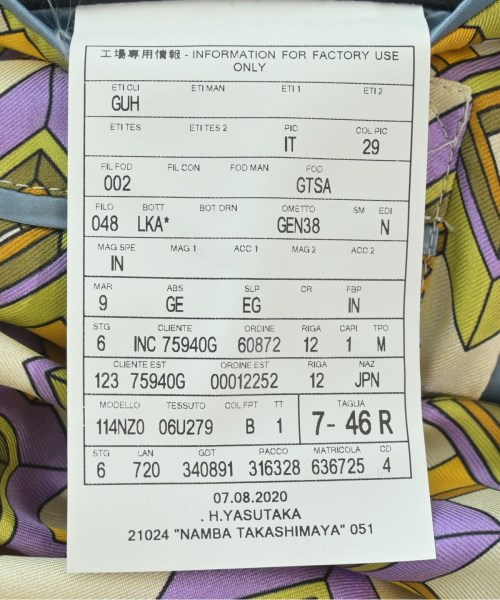 工場專用情報 - INFORMATION FOR FACTORY USE
ONLY
ETI CLI ETI MAN ETI 1 ETI 2
GUH
ETI TES ETI TES 2 PIC COL PIC
IT 29
FIL FOD FIL CON FOD MAN FOD
002 GTSA
FILO BOTT BOT ORN OMETTO SM EDI
048 LKA* GEN38 N
MAG SPE MAG 1 ACC 1 MAG 2 ACC 2
IN
MAR ABS SLP CR FBP
9 GE EG IN
STG CLIENTE ORDINE RIGA CAPI TPO
6 INC 75940G 60872 12 1 M
CLIENTE EST ORDINE EST RIGA NAZ
123 75940G 00012252 12 JPN
MODELLO TESSUTO COL FPT TT TAGLIA
114NZ0 06U279 B 1 7- 46 R
STG LAN GDT PACCO MATRICOLA CD
6 720 340891 316328 636725 4
07.08.2020
. H.YASUTAKA
21024 "NAMBA TAKASHIMAYA" 051